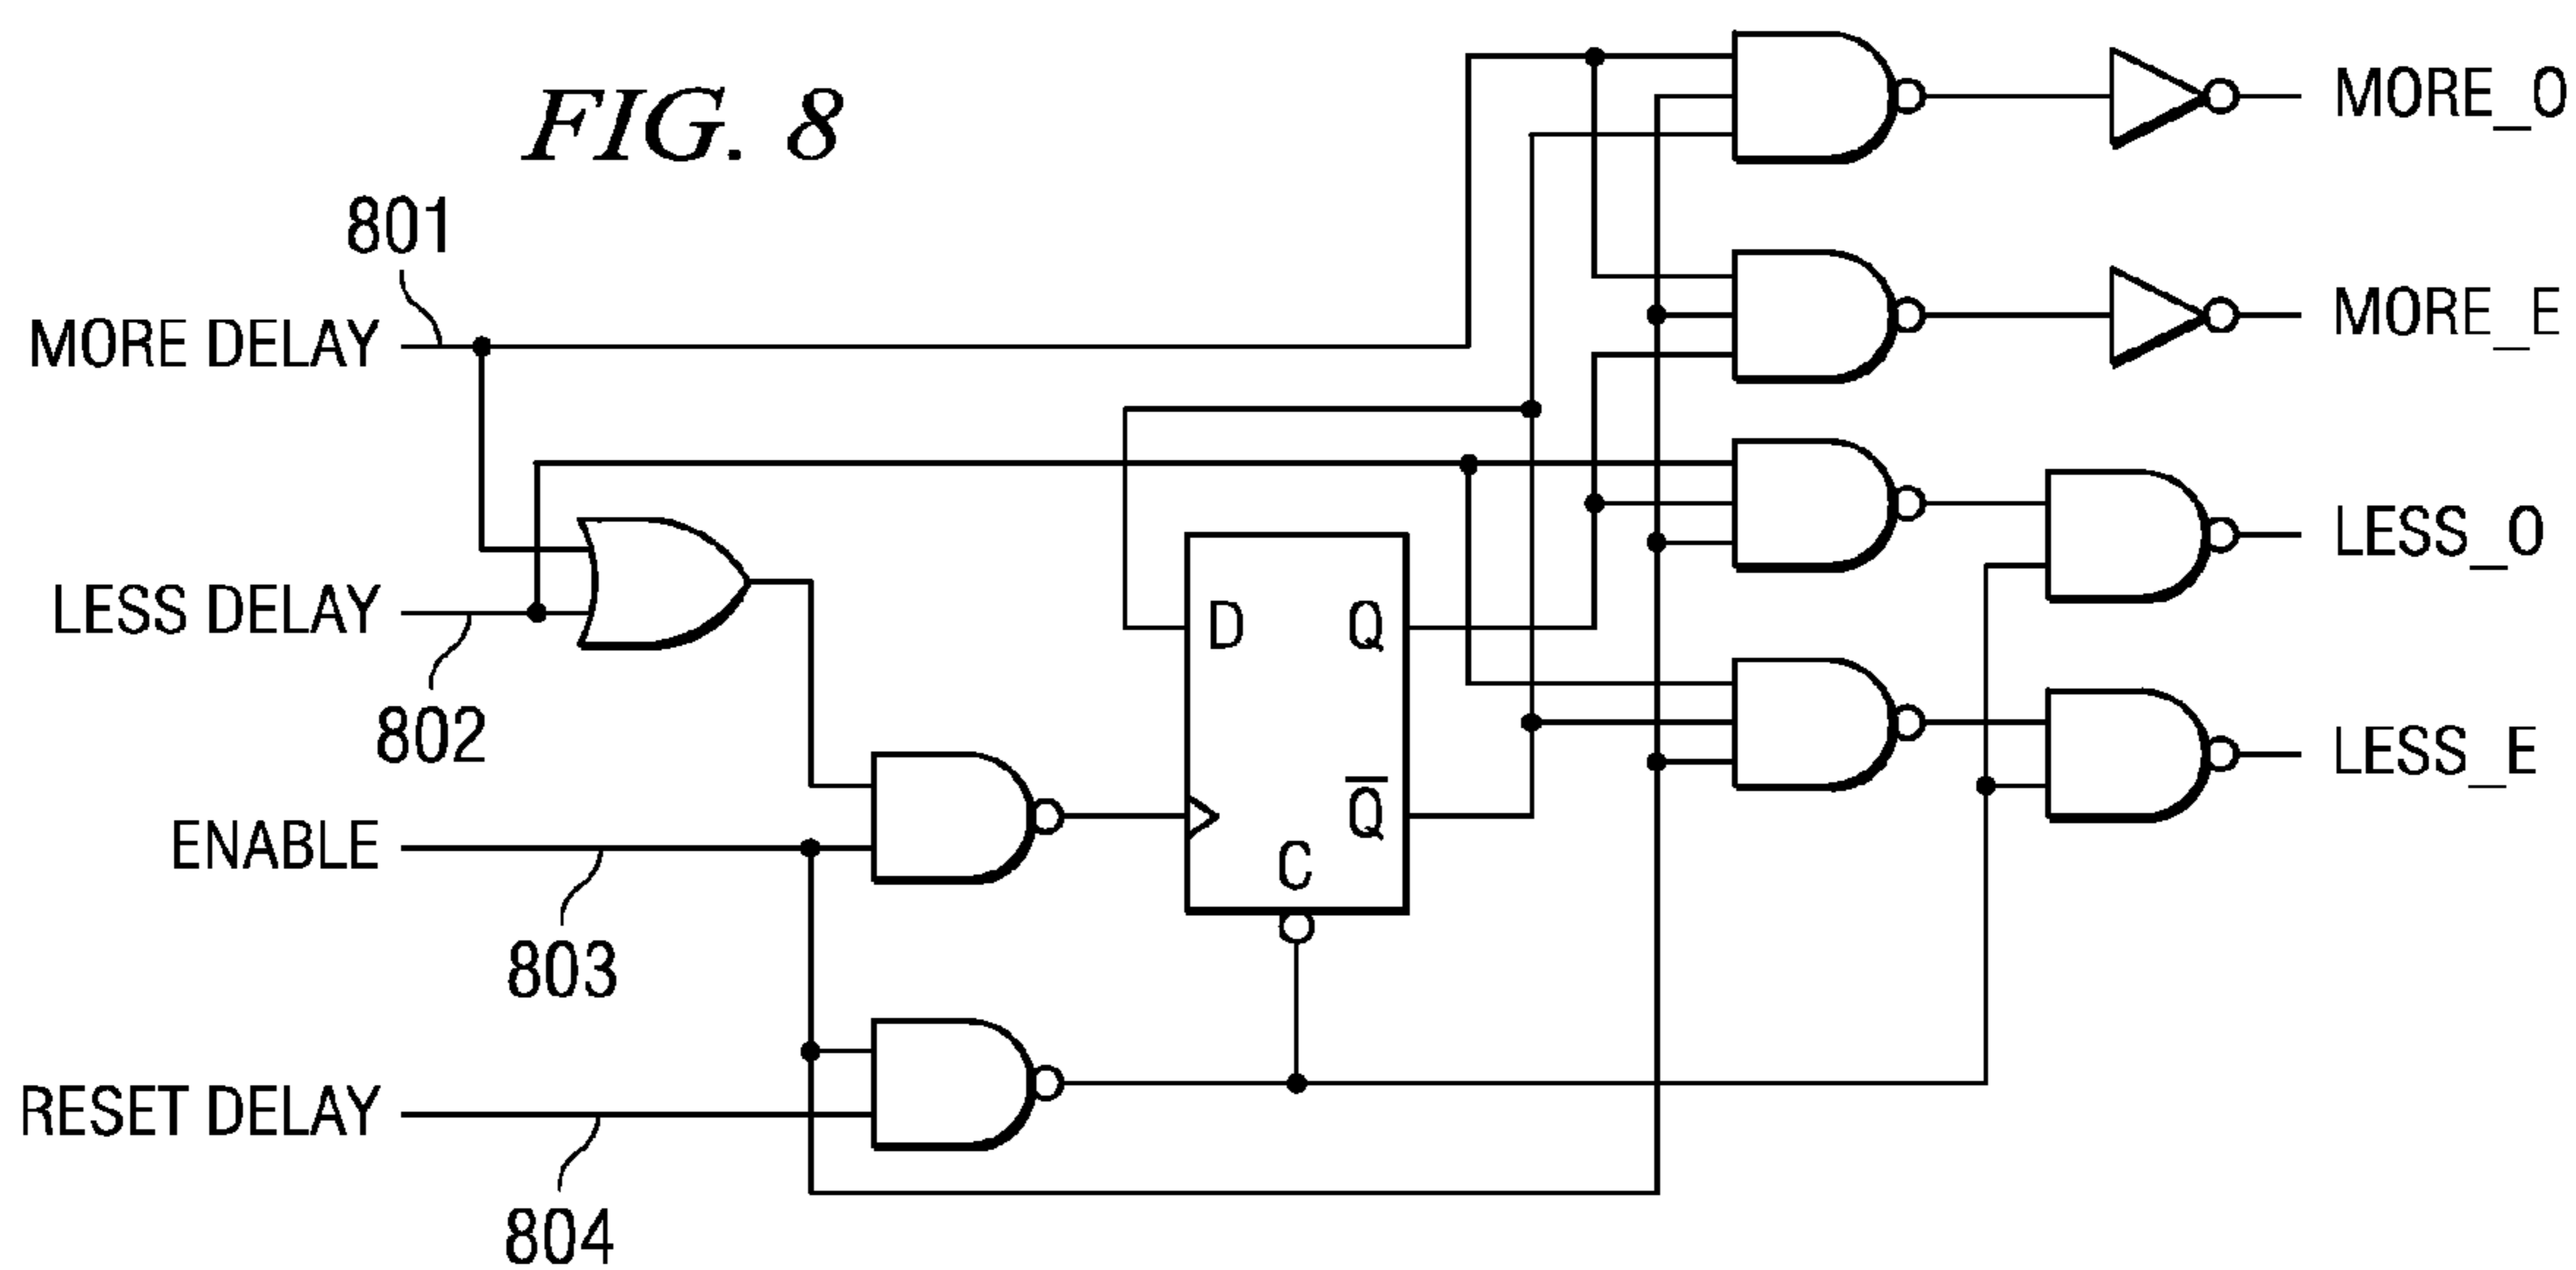 FIG. 8
801
MORE DELAY
LESS DELAY
802
ENABLE
803
RESET DELAY
804
D
Q
Q̅
C
MORE_O
MORE_E
LESS_O
LESS_E